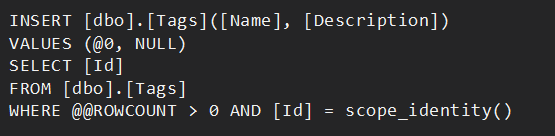 INSERT [dbo].[Tags]([Name], [Description])
VALUES (@0, NULL)
SELECT [Id]
FROM [dbo].[Tags]
WHERE @@ROWCOUNT > 0 AND [Id] = scope_identity()